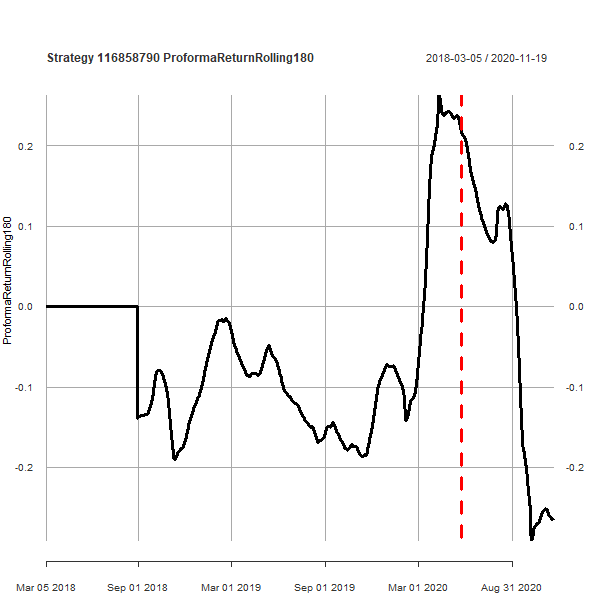 Strategy 116858790 ProformaReturnRolling180
2018-03-05 / 2020-11-19
ProformaReturnRolling180
0.2 0.2
0.1 0.1
0.0 0.0
-0.1 -0.1
-0.2 -0.2
Mar 05 2018 Sep 01 2018 Mar 01 2019 Sep 01 2019 Mar 01 2020 Aug 31 2020